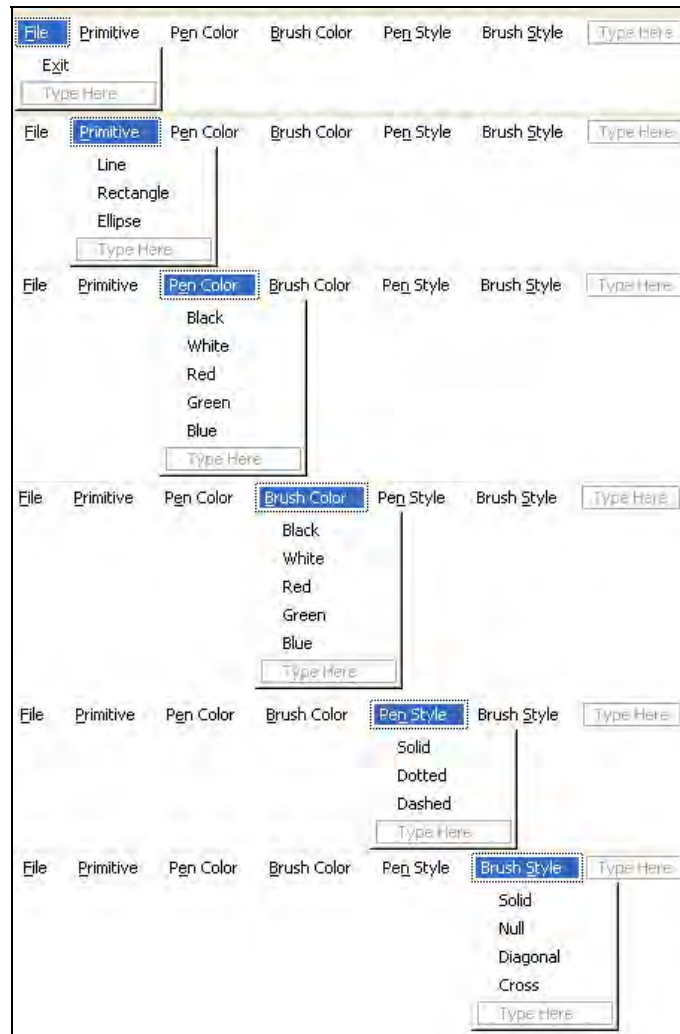 File Primitive Pen Color Brush Color Pen Style Brush Style Type Here
Exit
Type Here
File Primitive Pen Color Brush Color Pen Style Brush Style Type Here
Line
Rectangle
Ellipse
Type Here
File Primitive Pen Color Brush Color Pen Style Brush Style Type Here
Black
White
Red
Green
Blue
Type Here
File Primitive Pen Color Brush Color Pen Style Brush Style Type Here
Black
White
Red
Green
Blue
Type Here
File Primitive Pen Color Brush Color Pen Style Brush Style Type Here
Solid
Dotted
Dashed
Type Here
File Primitive Pen Color Brush Color Pen Style Brush Style Type Here
Solid
Null
Diagonal
Cross
Type Here